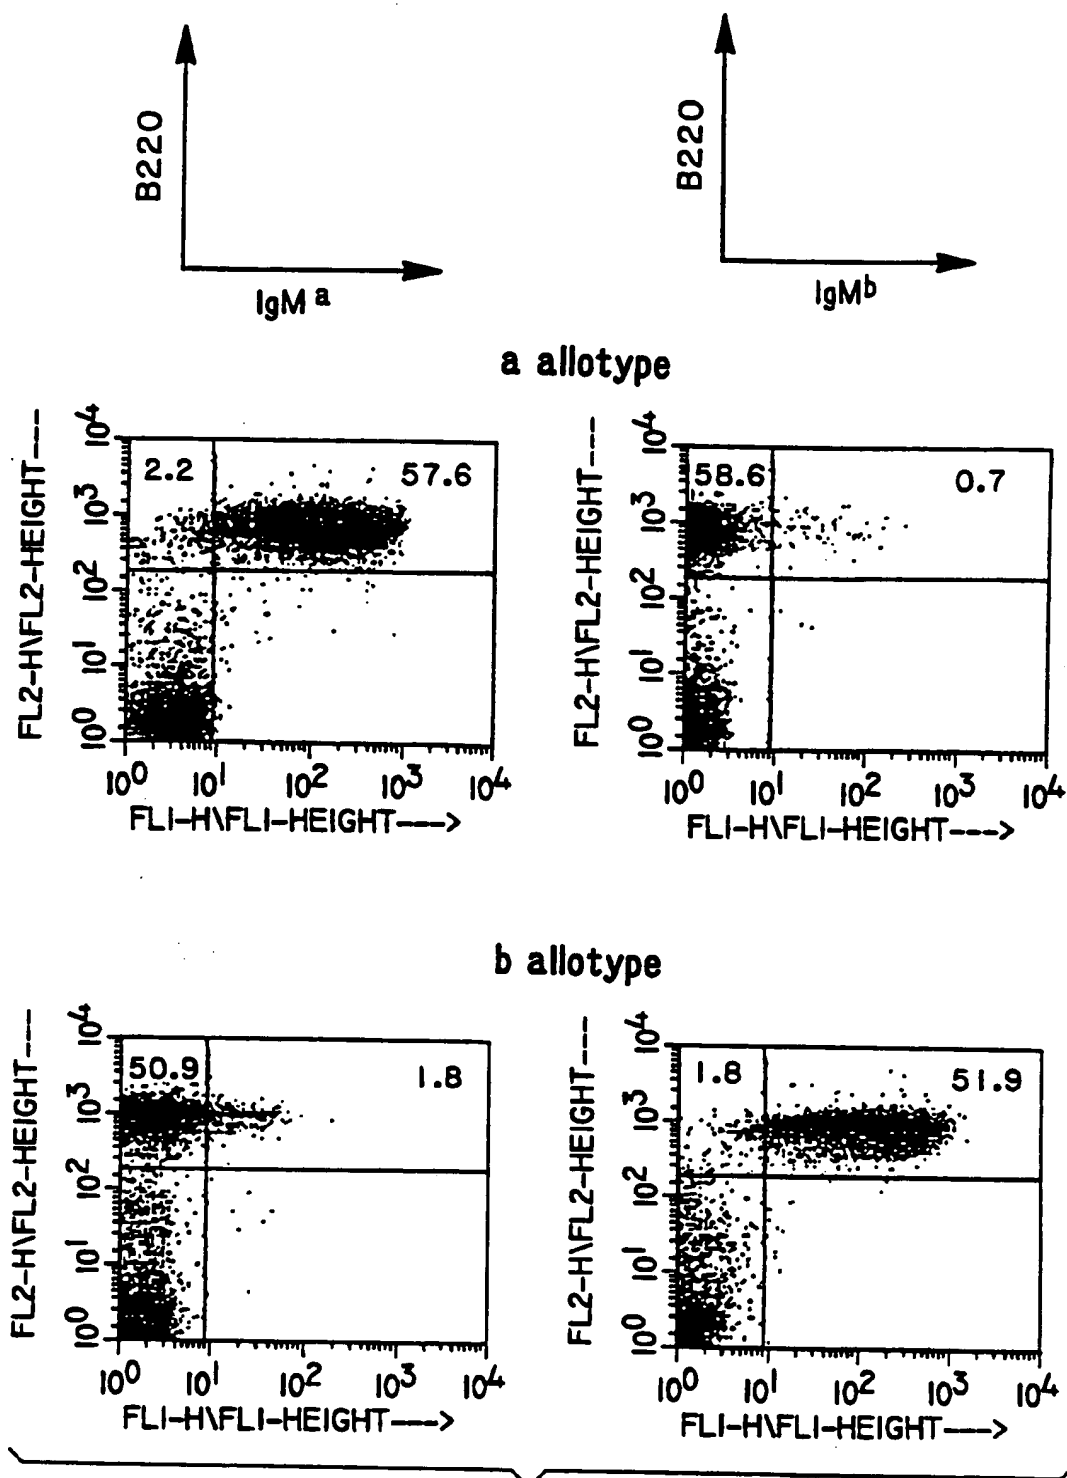 B220
IgM a
B220
IgM b
a allotype
FL2-H\FL2-HEIGHT---
10^4
10^3
10^2
10^1
10^0
2.2
57.6
10^0 10^1 10^2 10^3 10^4
FL1-H\FL1-HEIGHT--->
FL2-H\FL2-HEIGHT---
10^4
10^3
10^2
10^1
10^0
58.6
0.7
10^0 10^1 10^2 10^3 10^4
FL1-H\FL1-HEIGHT--->
b allotype
FL2-H\FL2-HEIGHT---
10^4
10^3
10^2
10^1
10^0
50.9
1.8
10^0 10^1 10^2 10^3 10^4
FL1-H\FL1-HEIGHT--->
FL2-H\FL2-HEIGHT---
10^4
10^3
10^2
10^1
10^0
1.8
51.9
10^0 10^1 10^2 10^3 10^4
FL1-H\FL1-HEIGHT--->